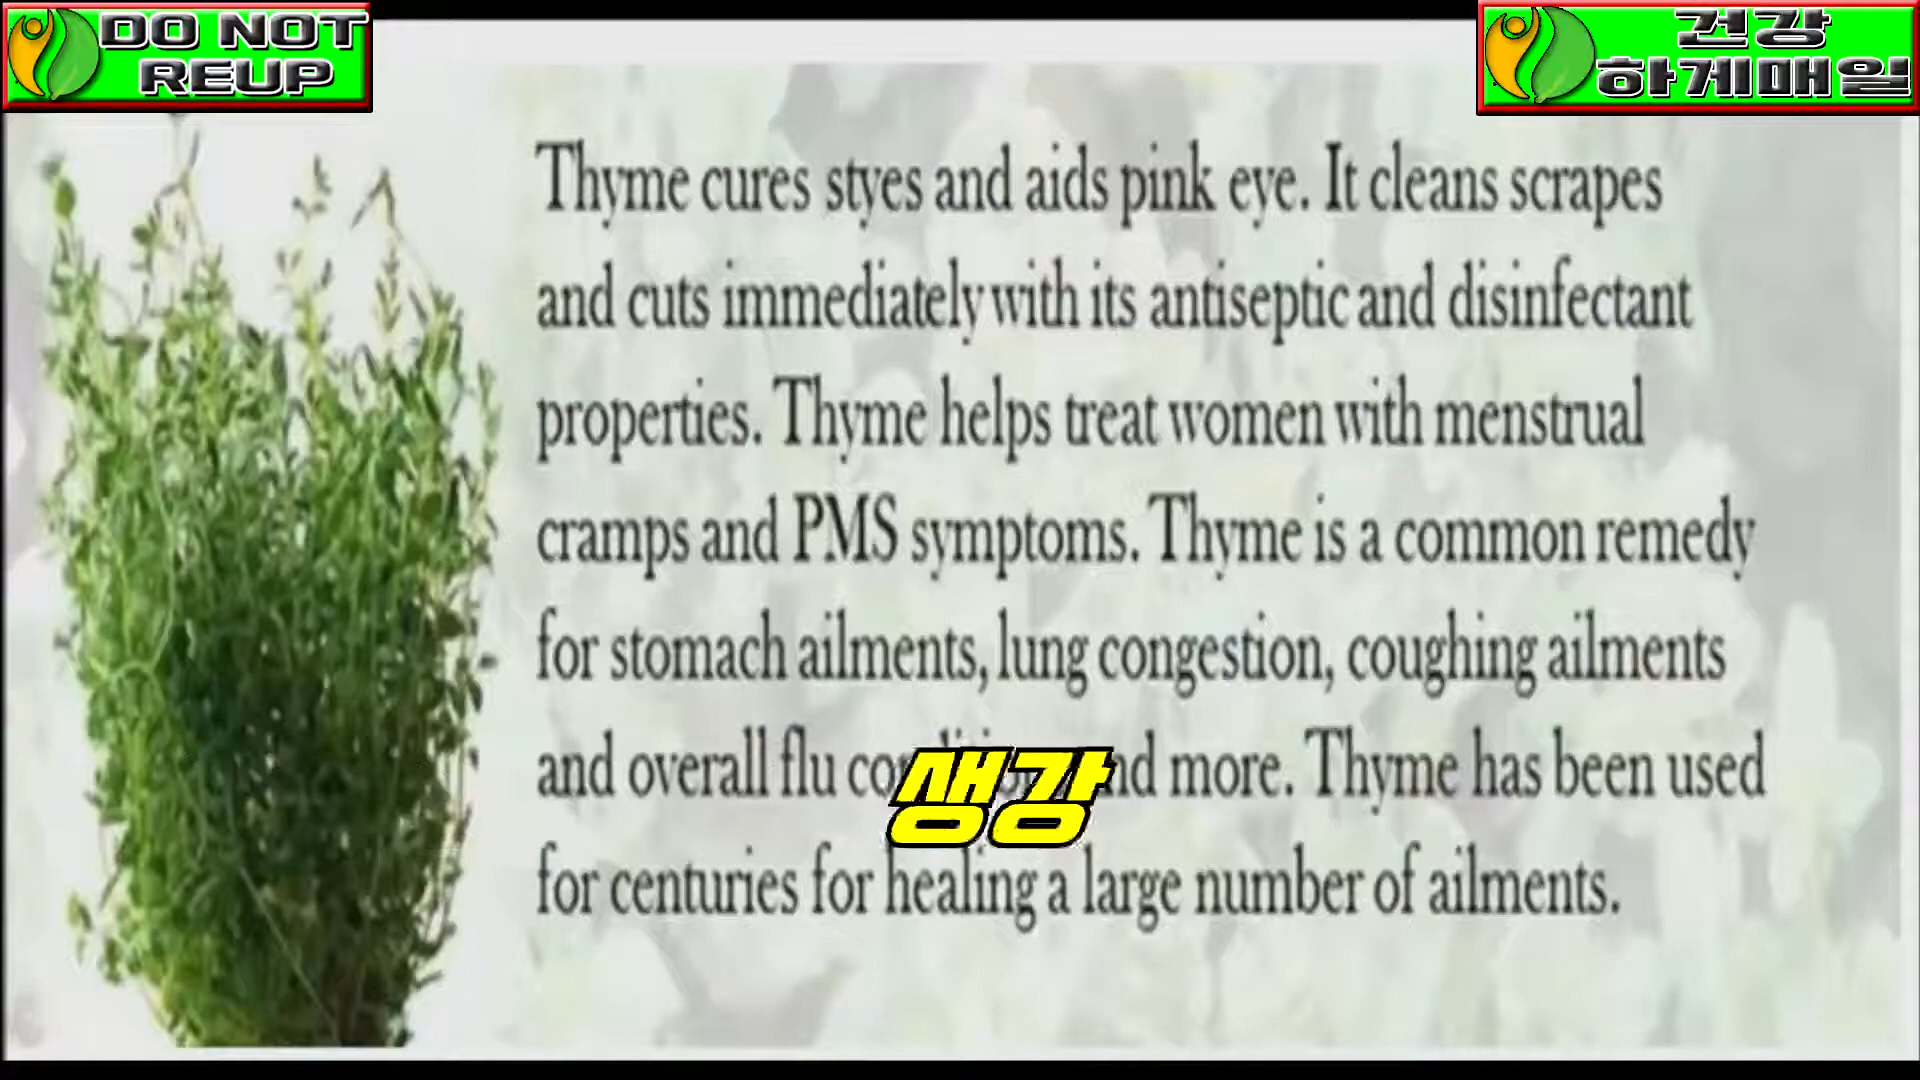 DO NOT
REUP
건강
하게매일
Thyme cures styes and aids pink eye. It cleans scrapes
and cuts immediately with its antiseptic and disinfectant
properties. Thyme helps treat women with menstrual
cramps and PMS symptoms. Thyme is a common remedy
for stomach ailments, lung congestion, coughing ailments
and overall flu and more. Thyme has been used
생강
for centuries for healing a large number of ailments.